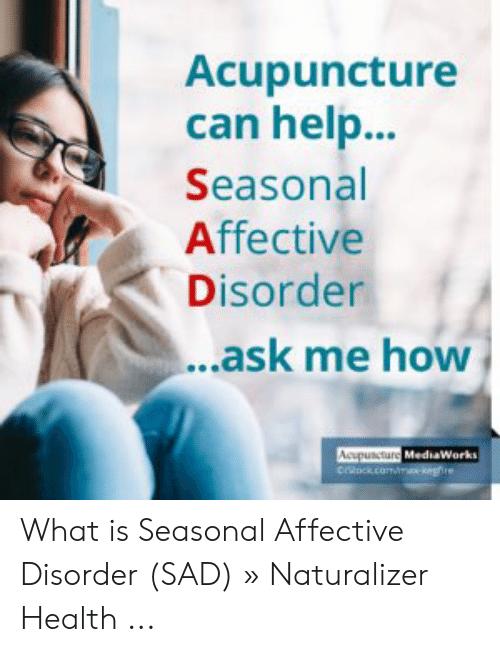 Acupuncture
can help...
Seasonal
Affective
Disorder
...ask me how
Acupuncture MediaWorks
What is Seasonal Affective
Disorder (SAD) » Naturalizer
Health ...